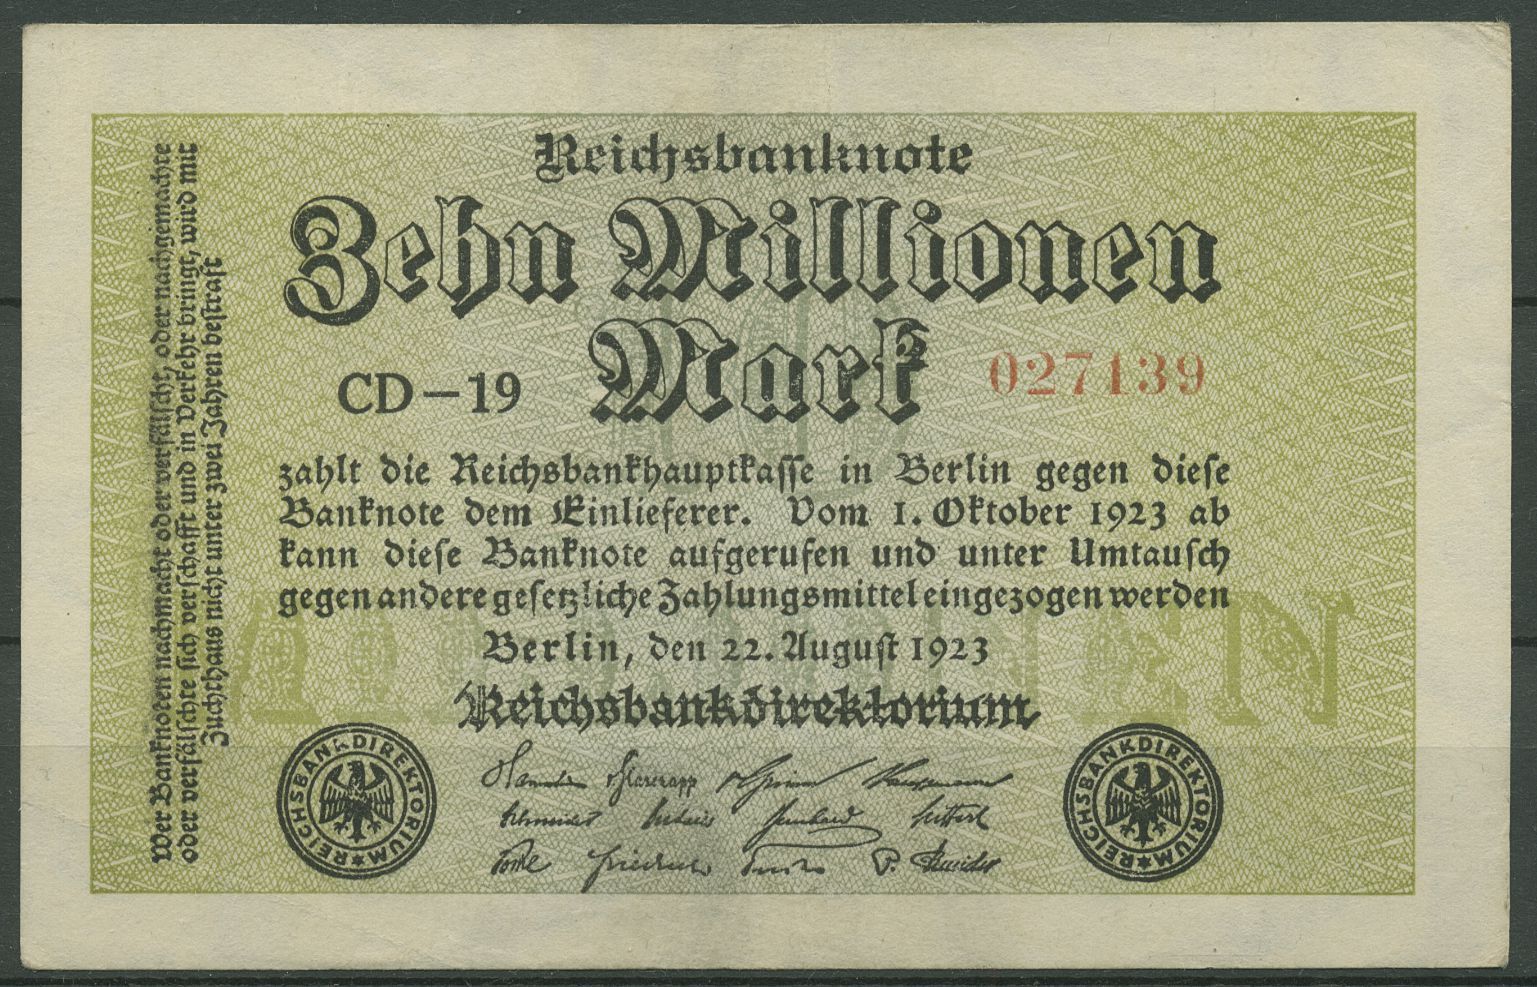 Reichsbanknote
Zehn Millionen
Mark
CD-19
027139
zahlt die Reichsbankhauptkasse in Berlin gegen diese
Banknote dem Einlieferer. Vom 1. Oktober 1923 ab
kann diese Banknote aufgerufen und unter Umtausch
gegen andere gesetzliche Zahlungsmittel eingezogen werden
Berlin, den 22. August 1923
Reichsbankdirektorium
REICHSBANKDIREKTORIUM
REICHSBANKDIREKTORIUM
Wer Banknoten nachmacht oder verfälscht, oder nachgemachte
oder verfälschte sich verschafft und in Verkehr bringt, wird mit
Zuchthaus nicht unter zwei Jahren bestraft